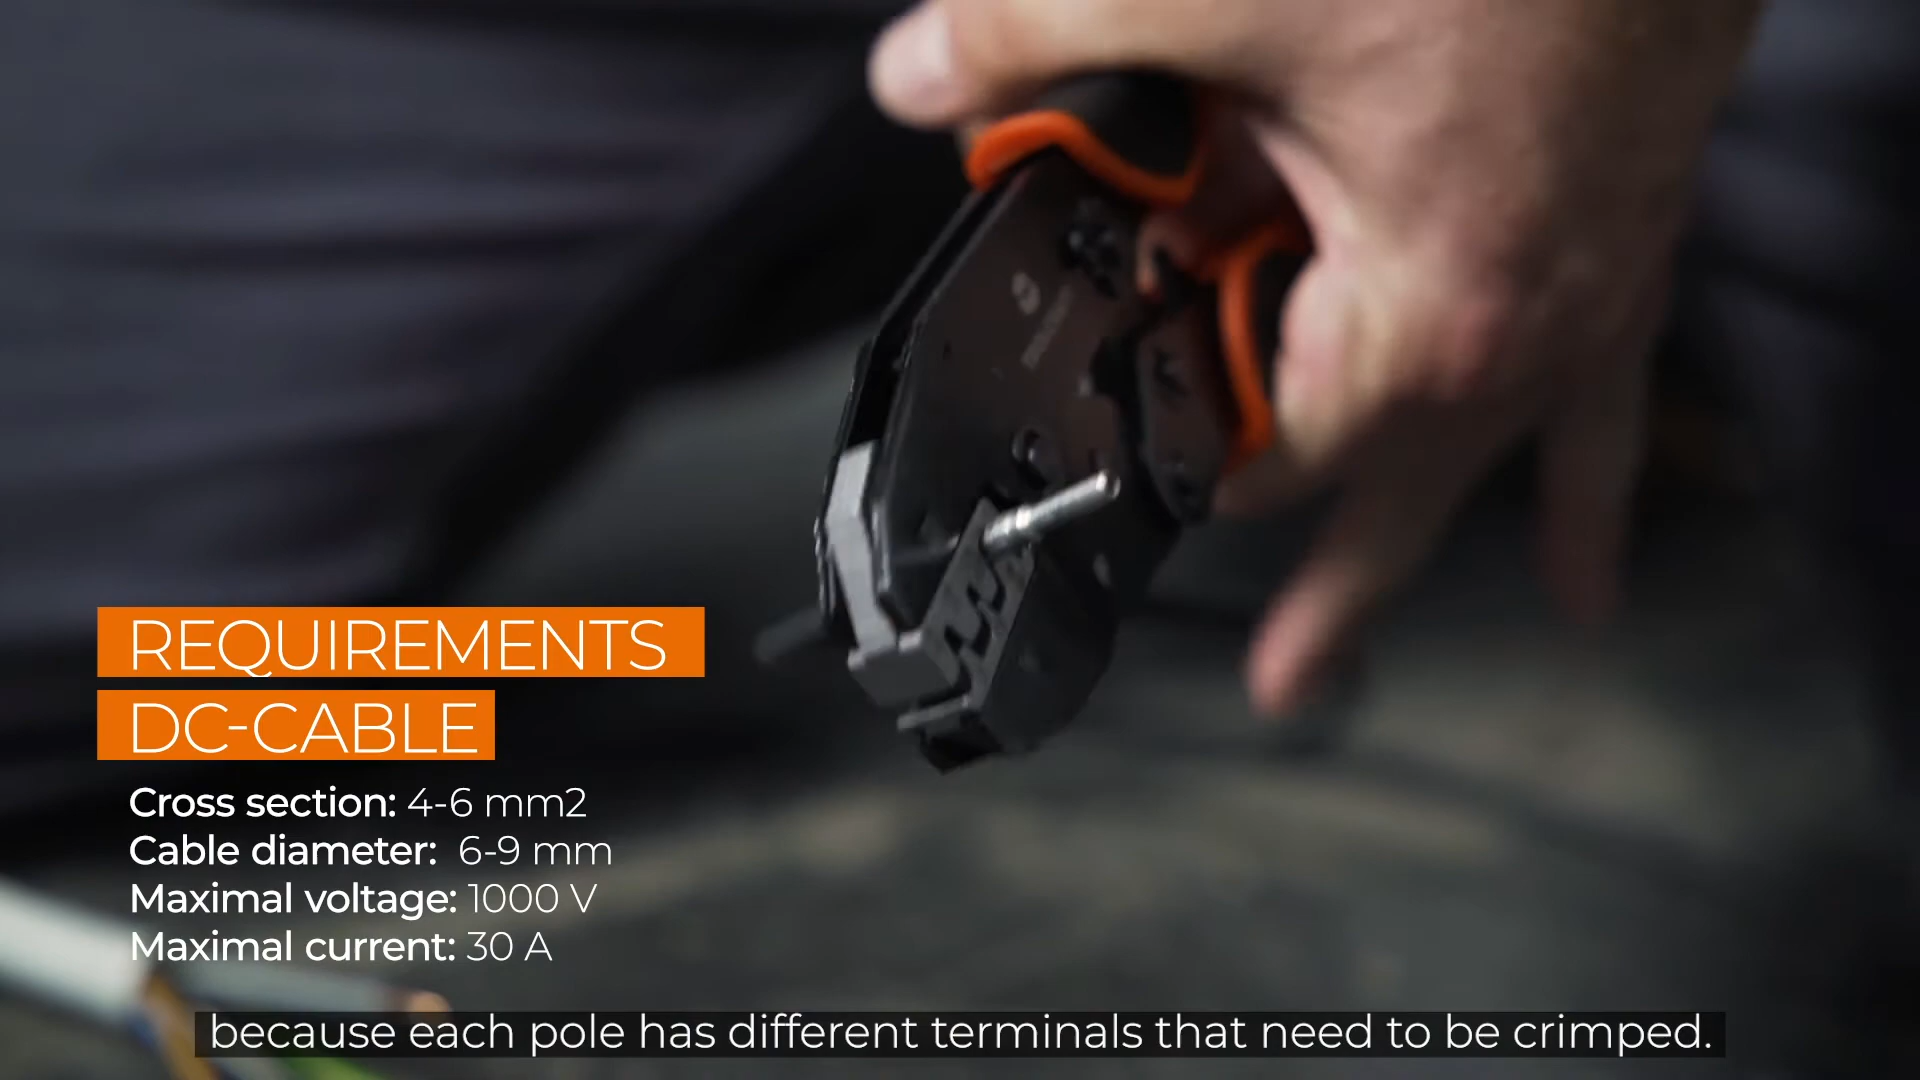 REQUIREMENTS
DC-CABLE
Cross section: 4-6 mm2
Cable diameter: 6-9 mm
Maximal voltage: 1000 V
Maximal current: 30 A
because each pole has different terminals that need to be crimped.